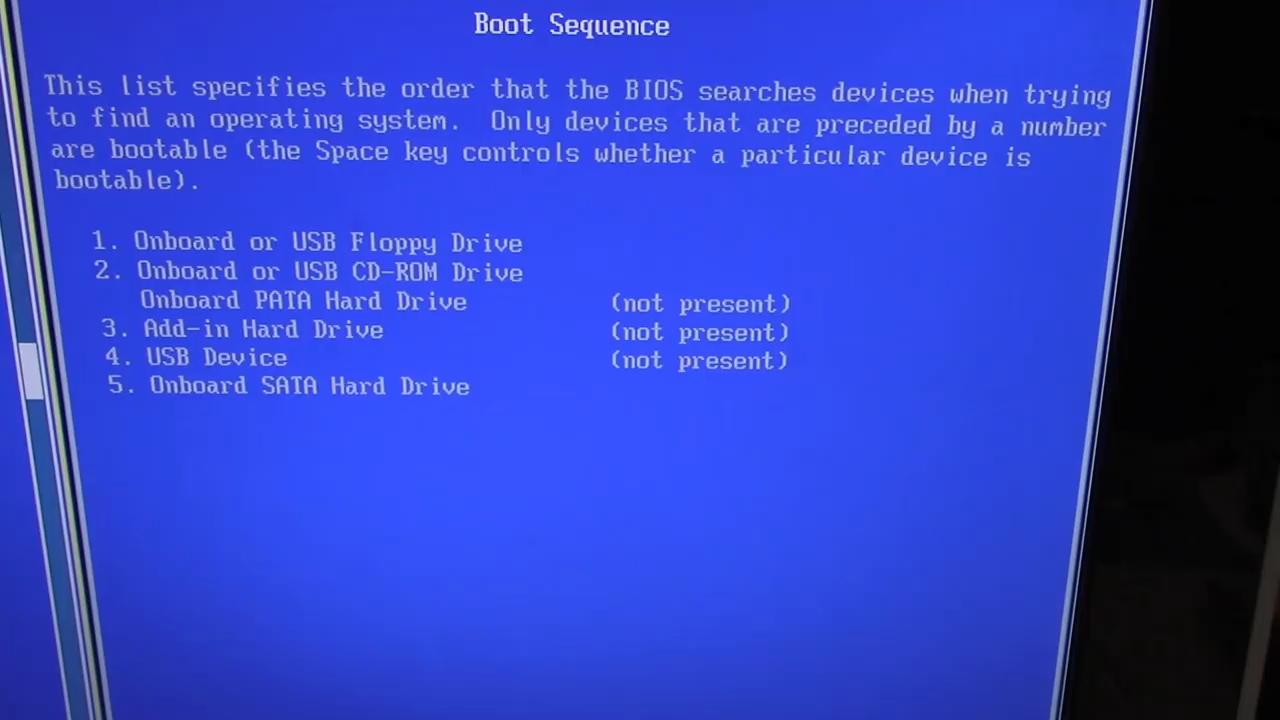 Boot Sequence
This list specifies the order that the BIOS searches devices when trying
to find an operating system. Only devices that are preceded by a number
are bootable (the Space key controls whether a particular device is
bootable).
1. Onboard or USB Floppy Drive
2. Onboard or USB CD-ROM Drive
Onboard PATA Hard Drive (not present)
3. Add-in Hard Drive (not present)
4. USB Device (not present)
5. Onboard SATA Hard Drive